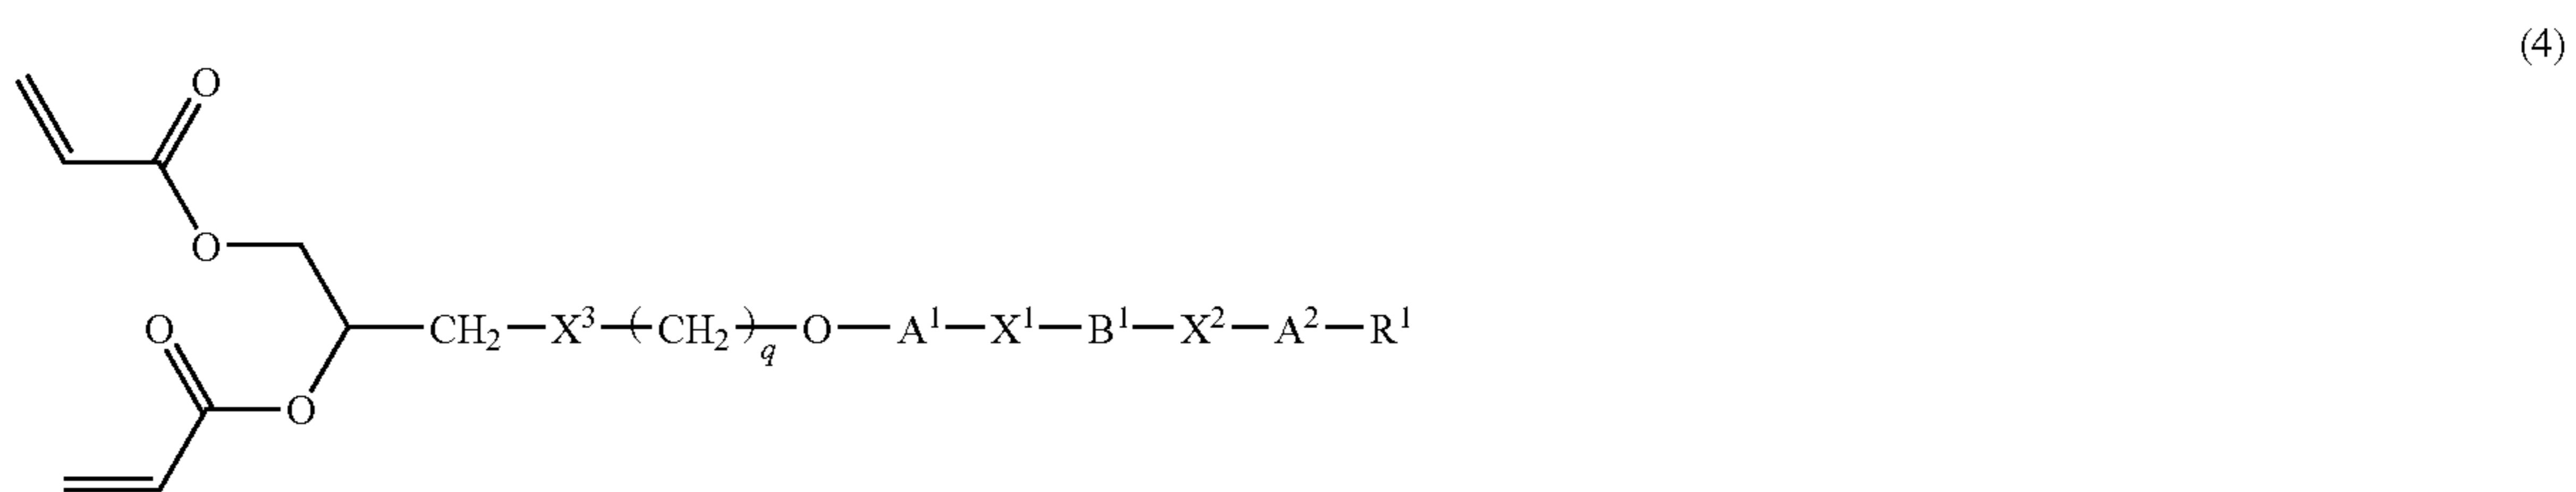 (4)
O
O
O CH₂—X³—(CH₂)q—O—A¹—X¹—B¹—X²—A²—R¹
O